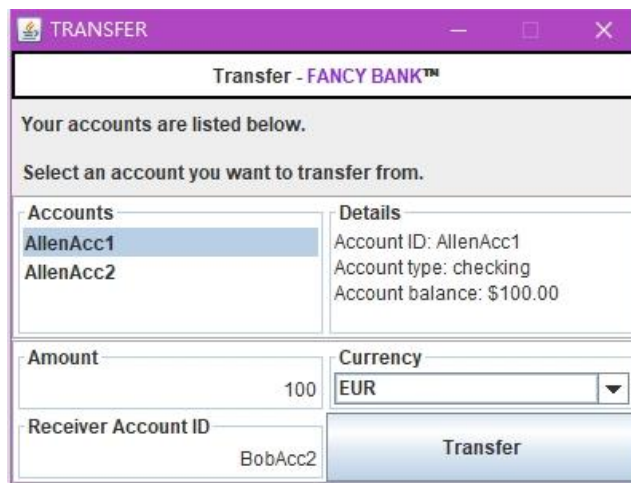 TRANSFER
Transfer - FANCY BANK™
Your accounts are listed below.
Select an account you want to transfer from.
Accounts
AllenAcc1
AllenAcc2
Details
Account ID: AllenAcc1
Account type: checking
Account balance: $100.00
Amount
100
Currency
EUR
Receiver Account ID
BobAcc2
Transfer